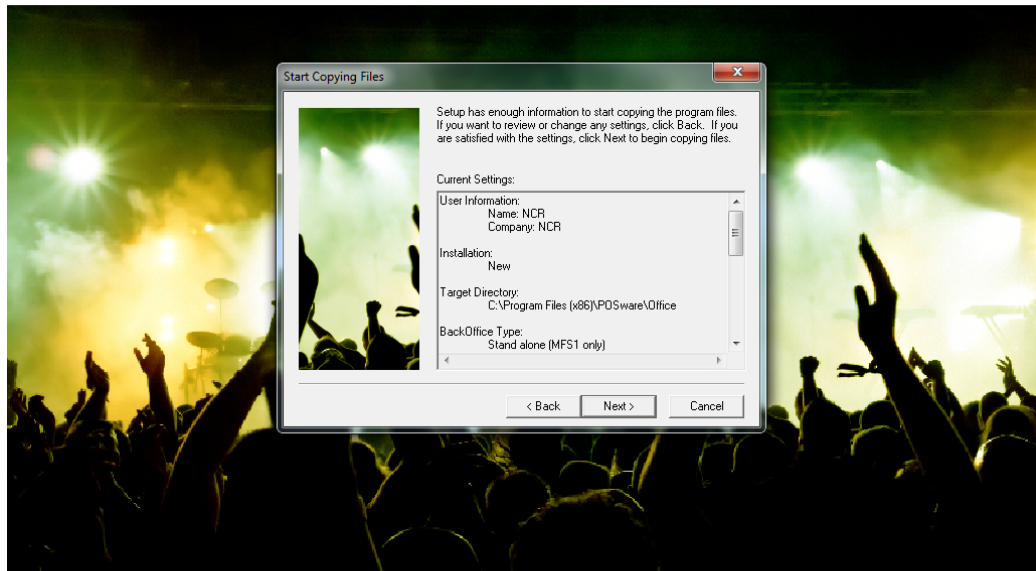 Start Copying Files
Setup has enough information to start copying the program files.
If you want to review or change any settings, click Back. If you
are satisfied with the settings, click Next to begin copying files.
Current Settings:
User Information:
Name: NCR
Company: NCR
Installation:
New
Target Directory:
C:\Program Files (x86)\POSware\Office
BackOffice Type:
Stand alone (MFS1 only)
< Back
Next >
Cancel